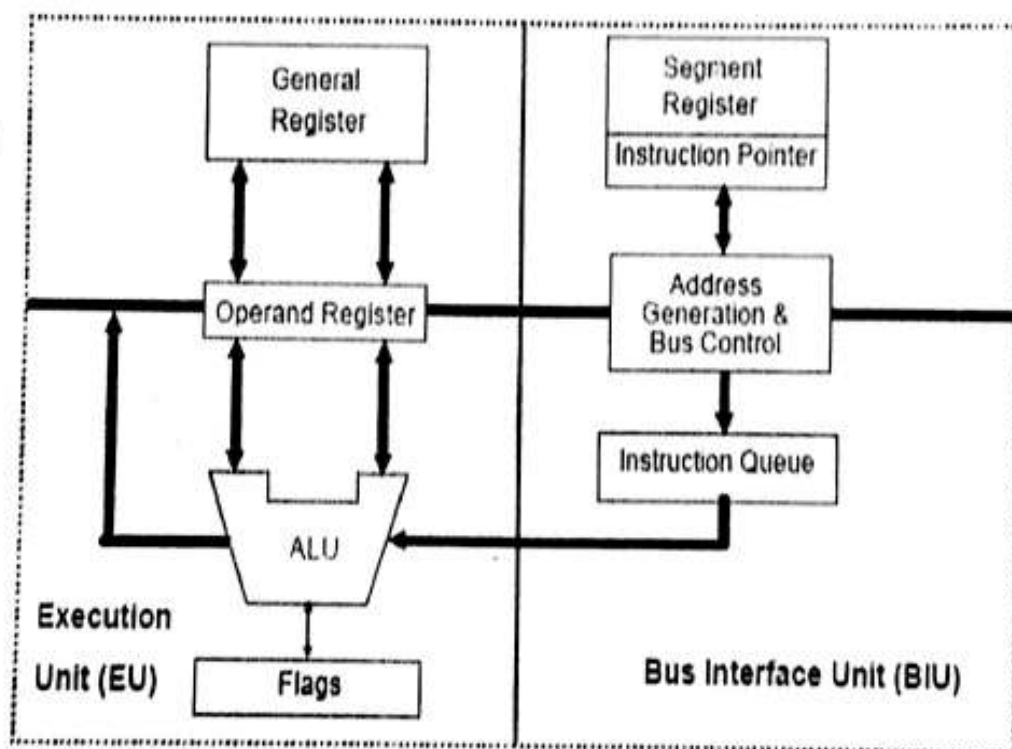 General
Register
Operand Register
ALU
Execution
Unit (EU)
Flags
Segment
Register
Instruction Pointer
Address
Generation &
Bus Control
Instruction Queue
Bus Interface Unit (BIU)